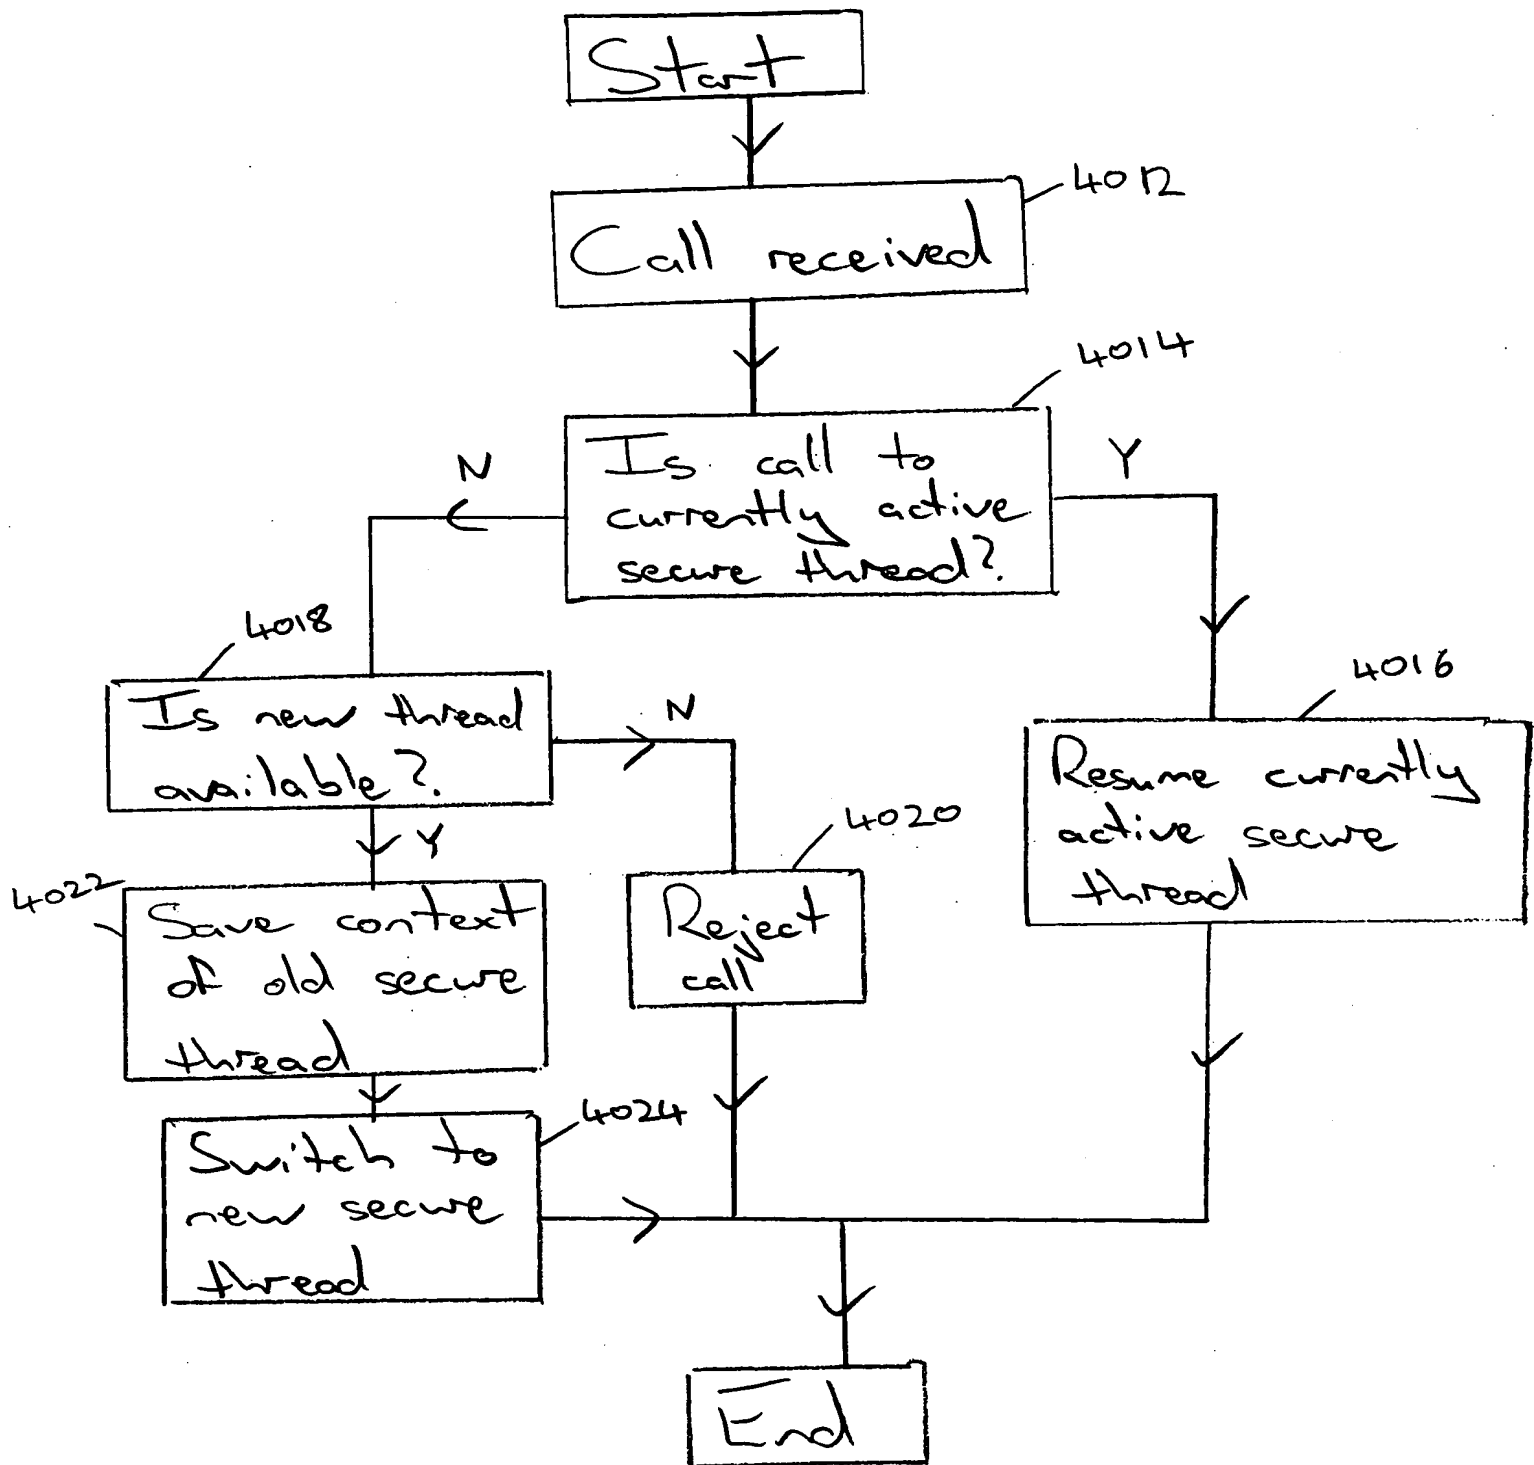 Start
4012
Call received
4014
N
Y
Is call to
currently active
secure thread?
4018
4016
Is new thread
available?
N
Resume currently
active secure
thread
4020
Y
4022
Save context
of old secure
thread
Reject
call
4024
Switch to
new secure
thread
End